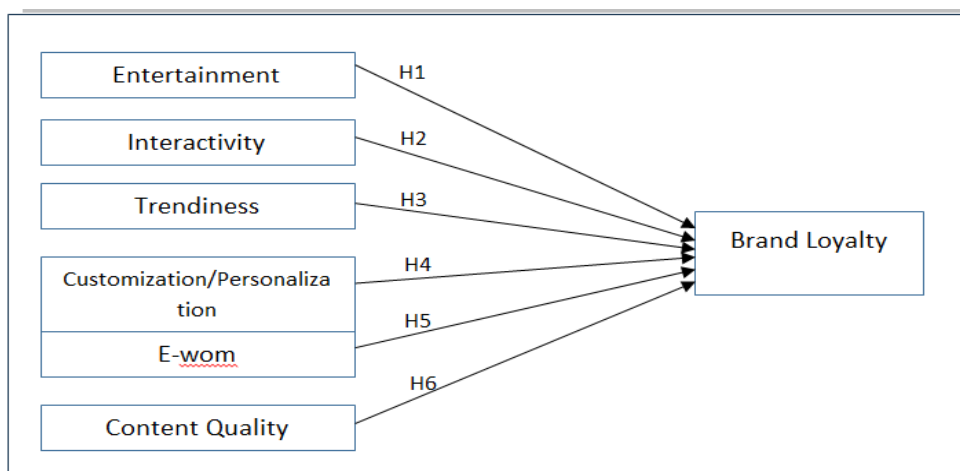 Entertainment
H1
Interactivity
H2
Trendiness
H3
Brand Loyalty
Customization/Personaliza
tion
H4
E-wom
H5
Content Quality
H6